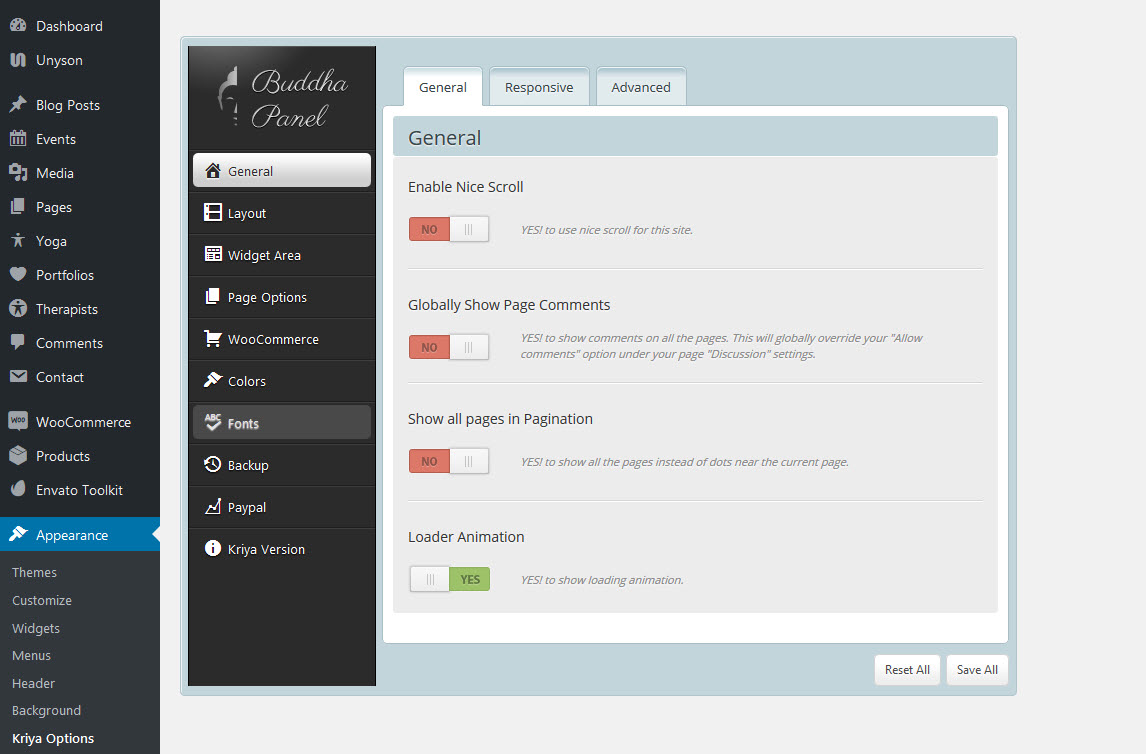 Dashboard
Unyson
Blog Posts
Events
Media
Pages
Yoga
Portfolios
Therapists
Comments
Contact
WOO WooCommerce
Products
Envato Toolkit
Appearance
Themes
Customize
Widgets
Menus
Header
Background
Kriya Options
Buddha
Panel
General
Layout
Widget Area
Page Options
WooCommerce
Colors
ABC Fonts
Backup
Paypal
Kriya Version
General Responsive Advanced
General
Enable Nice Scroll
NO YES! to use nice scroll for this site.
Globally Show Page Comments
NO YES! to show comments on all the pages. This will globally override your "Allow
comments" option under your page "Discussion" settings.
Show all pages in Pagination
NO YES! to show all the pages instead of dots near the current page.
Loader Animation
YES YES! to show loading animation.
Reset All Save All